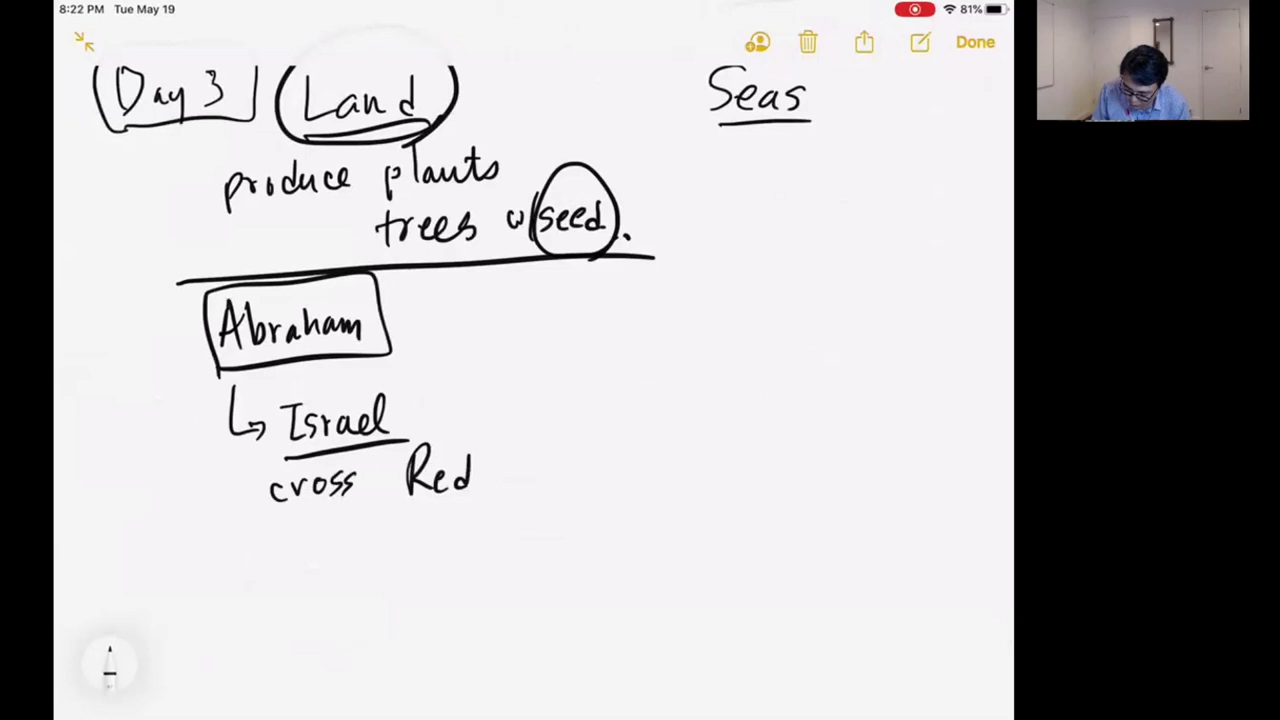 8:22 PM Tue May 19 81%
Done
Day 3 Land Seas
produce plants
trees w/ seed.
Abraham
↳ Israel
cross Red